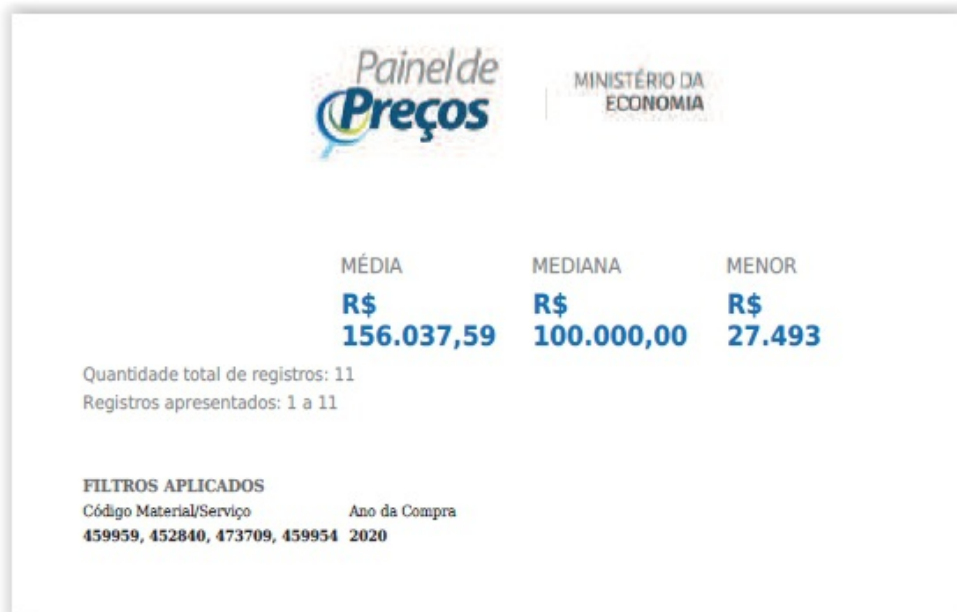 Painel de
Preços
MINISTÉRIO DA
ECONOMIA
MÉDIA
R$
156.037,59
MEDIANA
R$
100.000,00
MENOR
R$
27.493
Quantidade total de registros: 11
Registros apresentados: 1 a 11
FILTROS APLICADOS
Código Material/Serviço Ano da Compra
459959, 452840, 473709, 459954 2020